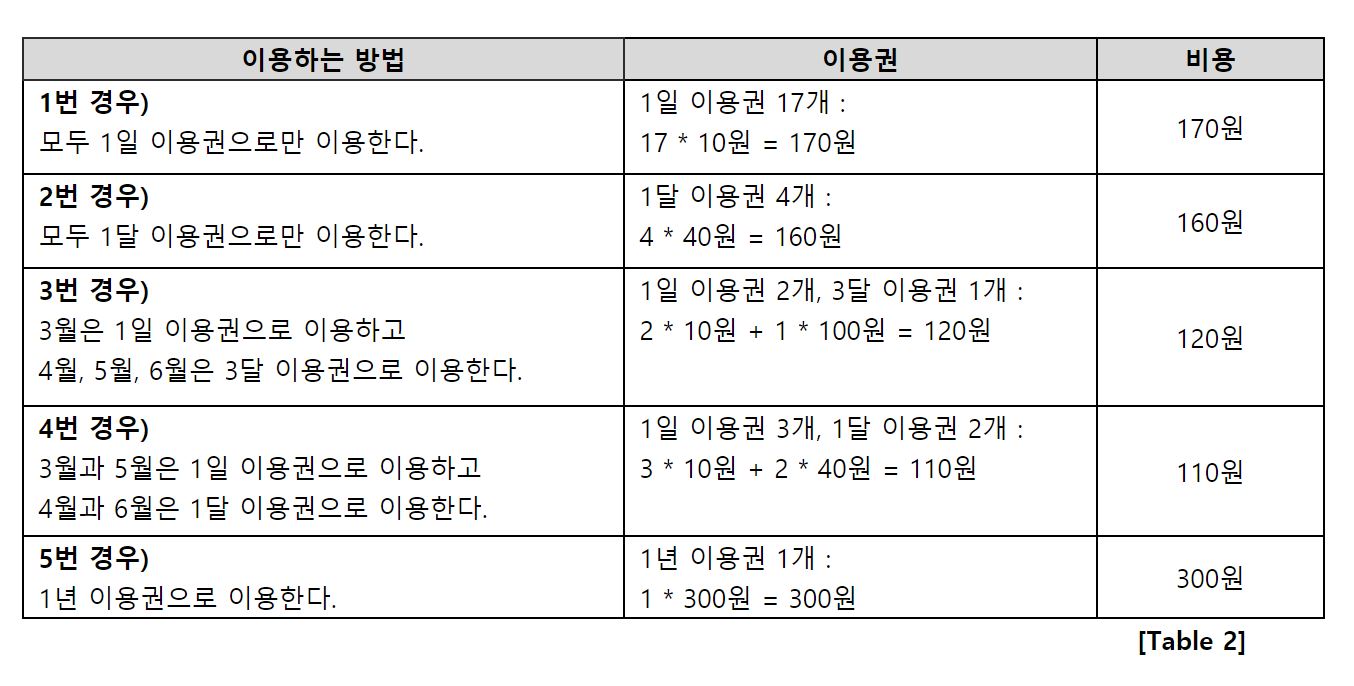 이용하는 방법 이용권 비용
1번 경우)
모두 1일 이용권으로만 이용한다.
1일 이용권 17개 :
17 * 10원 = 170원
170원
2번 경우)
모두 1달 이용권으로만 이용한다.
1달 이용권 4개 :
4 * 40원 = 160원
160원
3번 경우)
3월은 1일 이용권으로 이용하고
4월, 5월, 6월은 3달 이용권으로 이용한다.
1일 이용권 2개, 3달 이용권 1개 :
2 * 10원 + 1 * 100원 = 120원
120원
4번 경우)
3월과 5월은 1일 이용권으로 이용하고
4월과 6월은 1달 이용권으로 이용한다.
1일 이용권 3개, 1달 이용권 2개 :
3 * 10원 + 2 * 40원 = 110원
110원
5번 경우)
1년 이용권으로 이용한다.
1년 이용권 1개 :
1 * 300원 = 300원
300원
[Table 2]